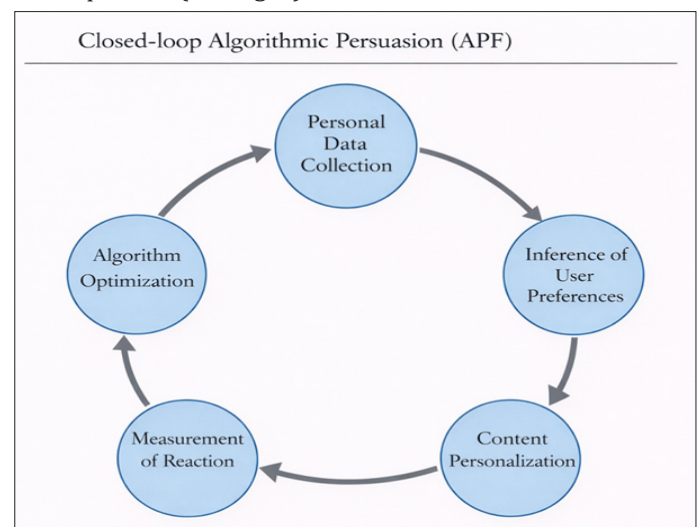 Closed-loop Algorithmic Persuasion (APF)
Personal
Data
Collection
Inference of
User
Preferences
Content
Personalization
Measurement
of Reaction
Algorithm
Optimization